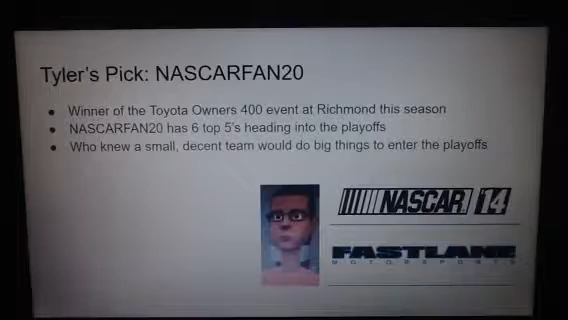 Tyler's Pick: NASCARFAN20
● Winner of the Toyota Owners 400 event at Richmond this season
● NASCARFAN20 has 6 top 5's heading into the playoffs
● Who knew a small, decent team would do big things to enter the playoffs
NASCAR '14
FASTLANE
MOTORSPORTS